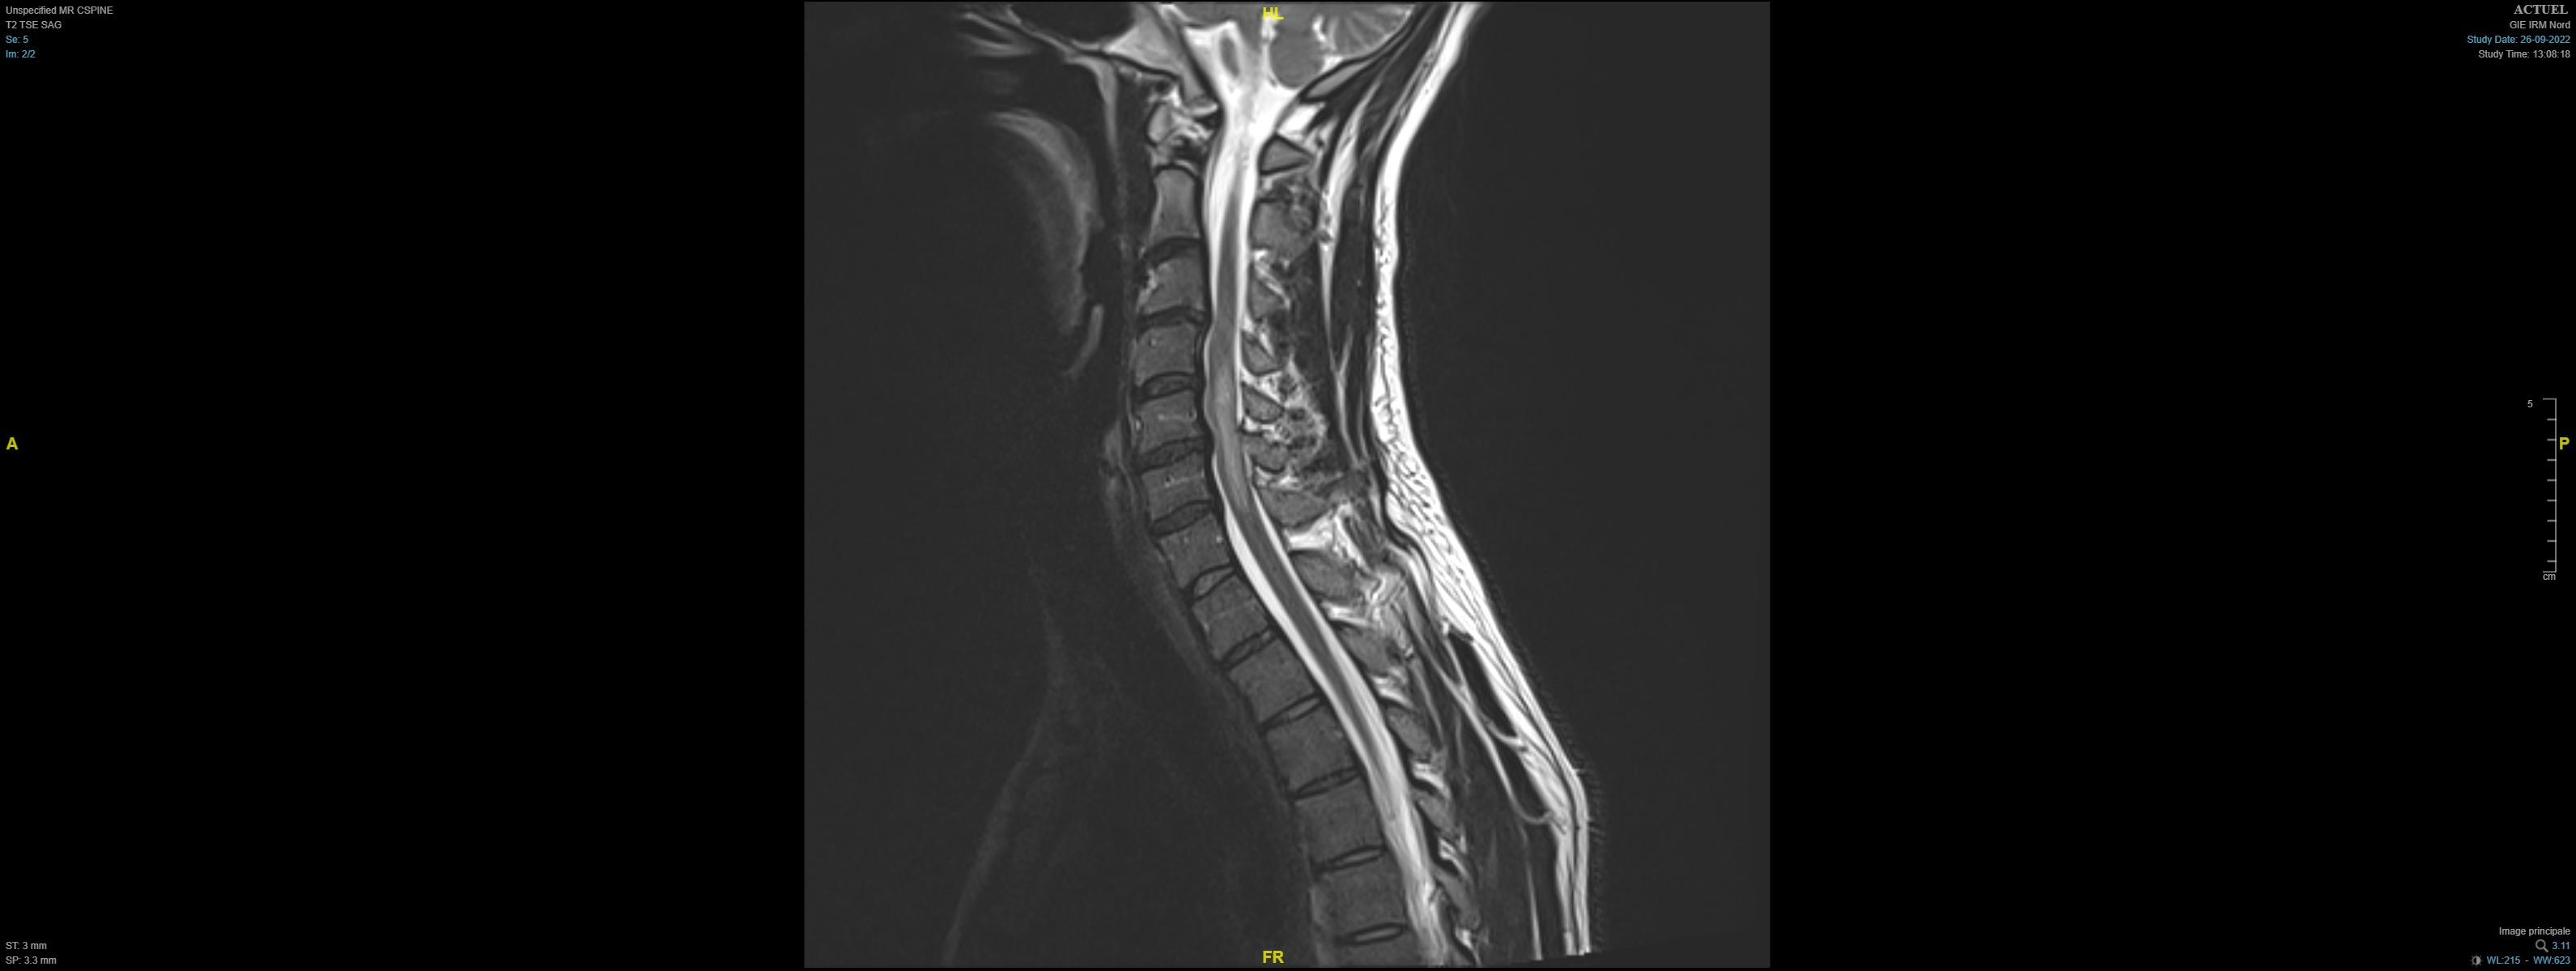 Unspecified MR CSPINE
T2 TSE SAG
Se: 5
Im: 2/2
HL
ACTUEL
GIE IRM Nord
Study Date: 26-09-2022
Study Time: 13:08:18
A
5
P
cm
ST: 3 mm
SP: 3.3 mm
FR
Image principale
3.11
WL:215 - WW:623